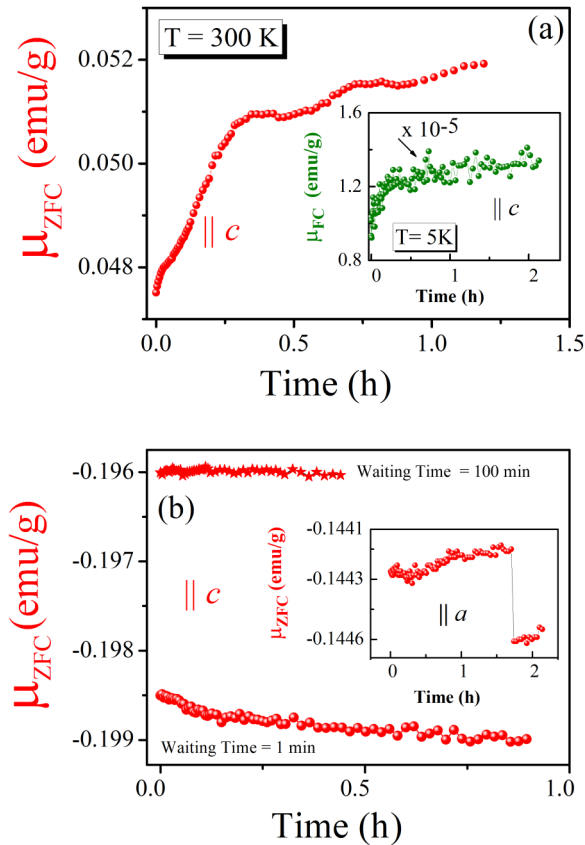 T = 300 K
(a)
0.052
0.050
0.048
μZFC (emu/g)
|| c
0.0
0.5
1.0
1.5
Time (h)
1.6
1.2
0.8
μFC (emu/g)
x 10-5
T= 5K
|| c
0
1
2
Time (h)
(b)
-0.196
-0.197
-0.198
-0.199
μZFC (emu/g)
Waiting Time = 100 min
|| c
Waiting Time = 1 min
0.0
0.5
1.0
Time (h)
-0.1441
-0.1443
-0.1446
μZFC (emu/g)
|| a
0
1
2
Time (h)